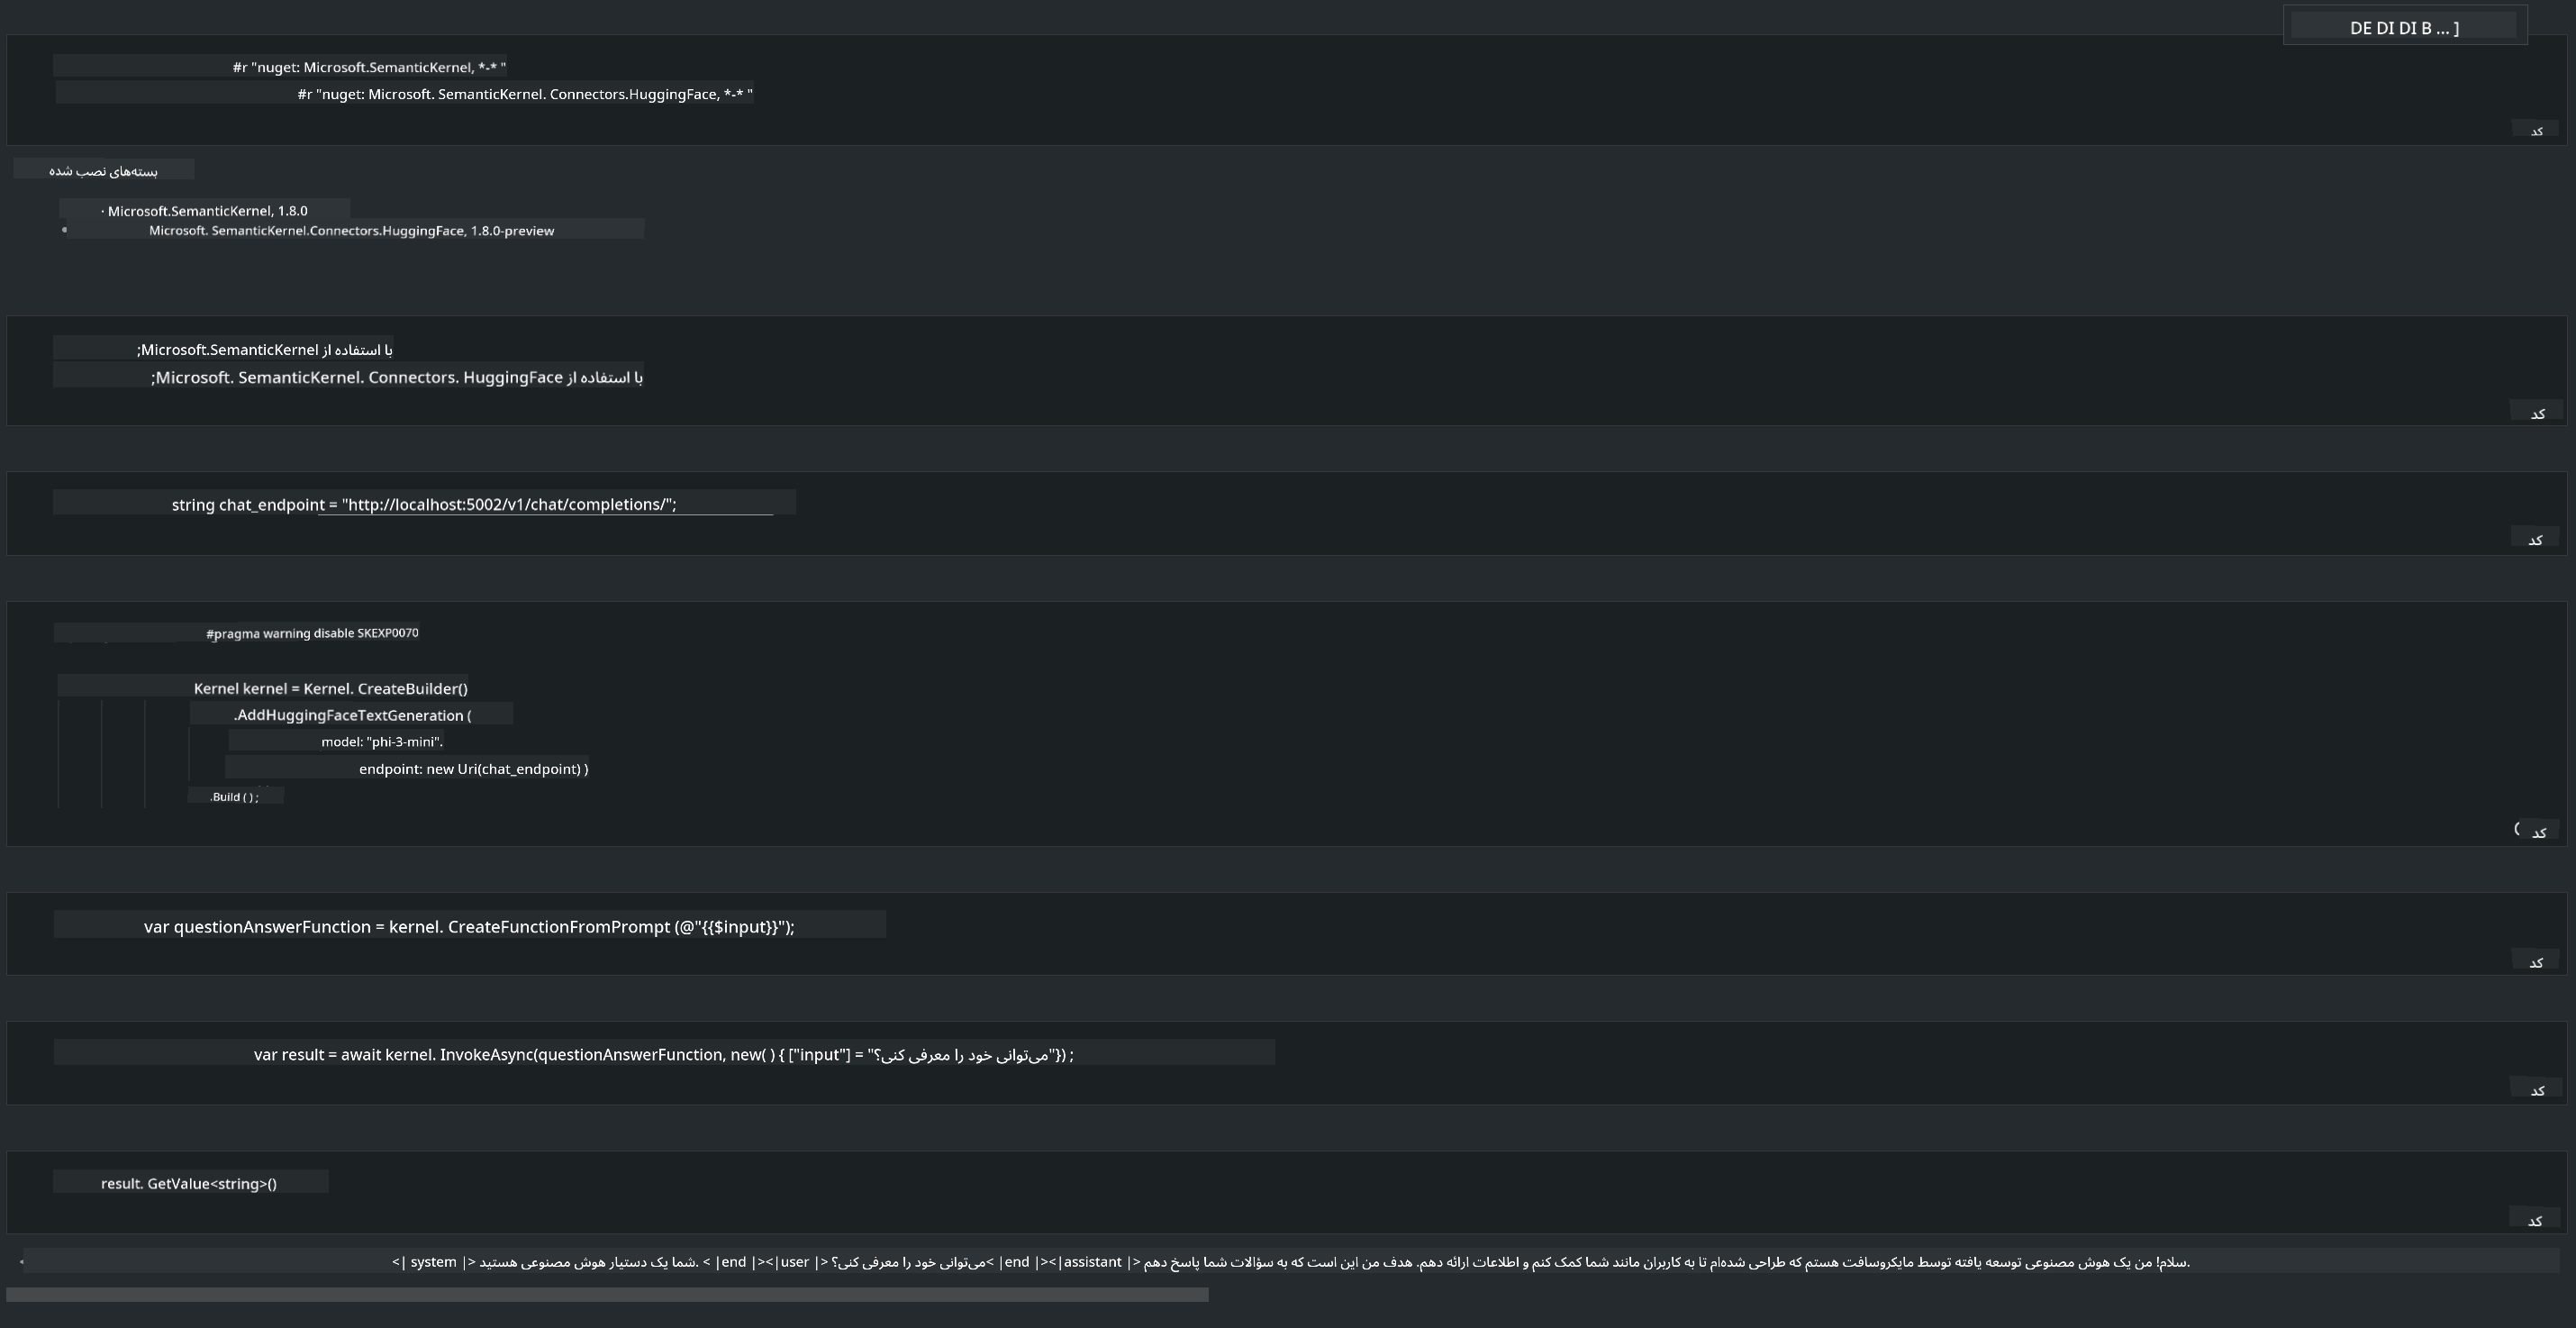 DE DI DI B ... ]
#r "nuget: Microsoft.SemanticKernel, *-* "
#r "nuget: Microsoft. SemanticKernel. Connectors.HuggingFace, *-* "
کد
بسته‌های نصب شده
· Microsoft.SemanticKernel, 1.8.0
Microsoft. SemanticKernel.Connectors.HuggingFace, 1.8.0-preview
با استفاده از Microsoft.SemanticKernel;
با استفاده از Microsoft. SemanticKernel. Connectors. HuggingFace;
کد
string chat_endpoint = "http://localhost:5002/v1/chat/completions/";
کد
#pragma warning disable SKEXP0070
Kernel kernel = Kernel. CreateBuilder()
.AddHuggingFaceTextGeneration (
model: "phi-3-mini".
endpoint: new Uri(chat_endpoint) )
.Build ( ) ;
کد
var questionAnswerFunction = kernel. CreateFunctionFromPrompt (@"{{$input}}");
کد
var result = await kernel. InvokeAsync(questionAnswerFunction, new( ) { ["input"] = "می‌توانی خود را معرفی کنی؟"}) ;
کد
result. GetValue<string>()
کد
<| system |> شما یک دستیار هوش مصنوعی هستید. < |end |><|user |> می‌توانی خود را معرفی کنی؟< |end |><|assistant |> سلام! من یک هوش مصنوعی توسعه یافته توسط مایکروسافت هستم که طراحی شده‌ام تا به کاربران مانند شما کمک کنم و اطلاعات ارائه دهم. هدف من این است که به سؤالات شما پاسخ دهم.